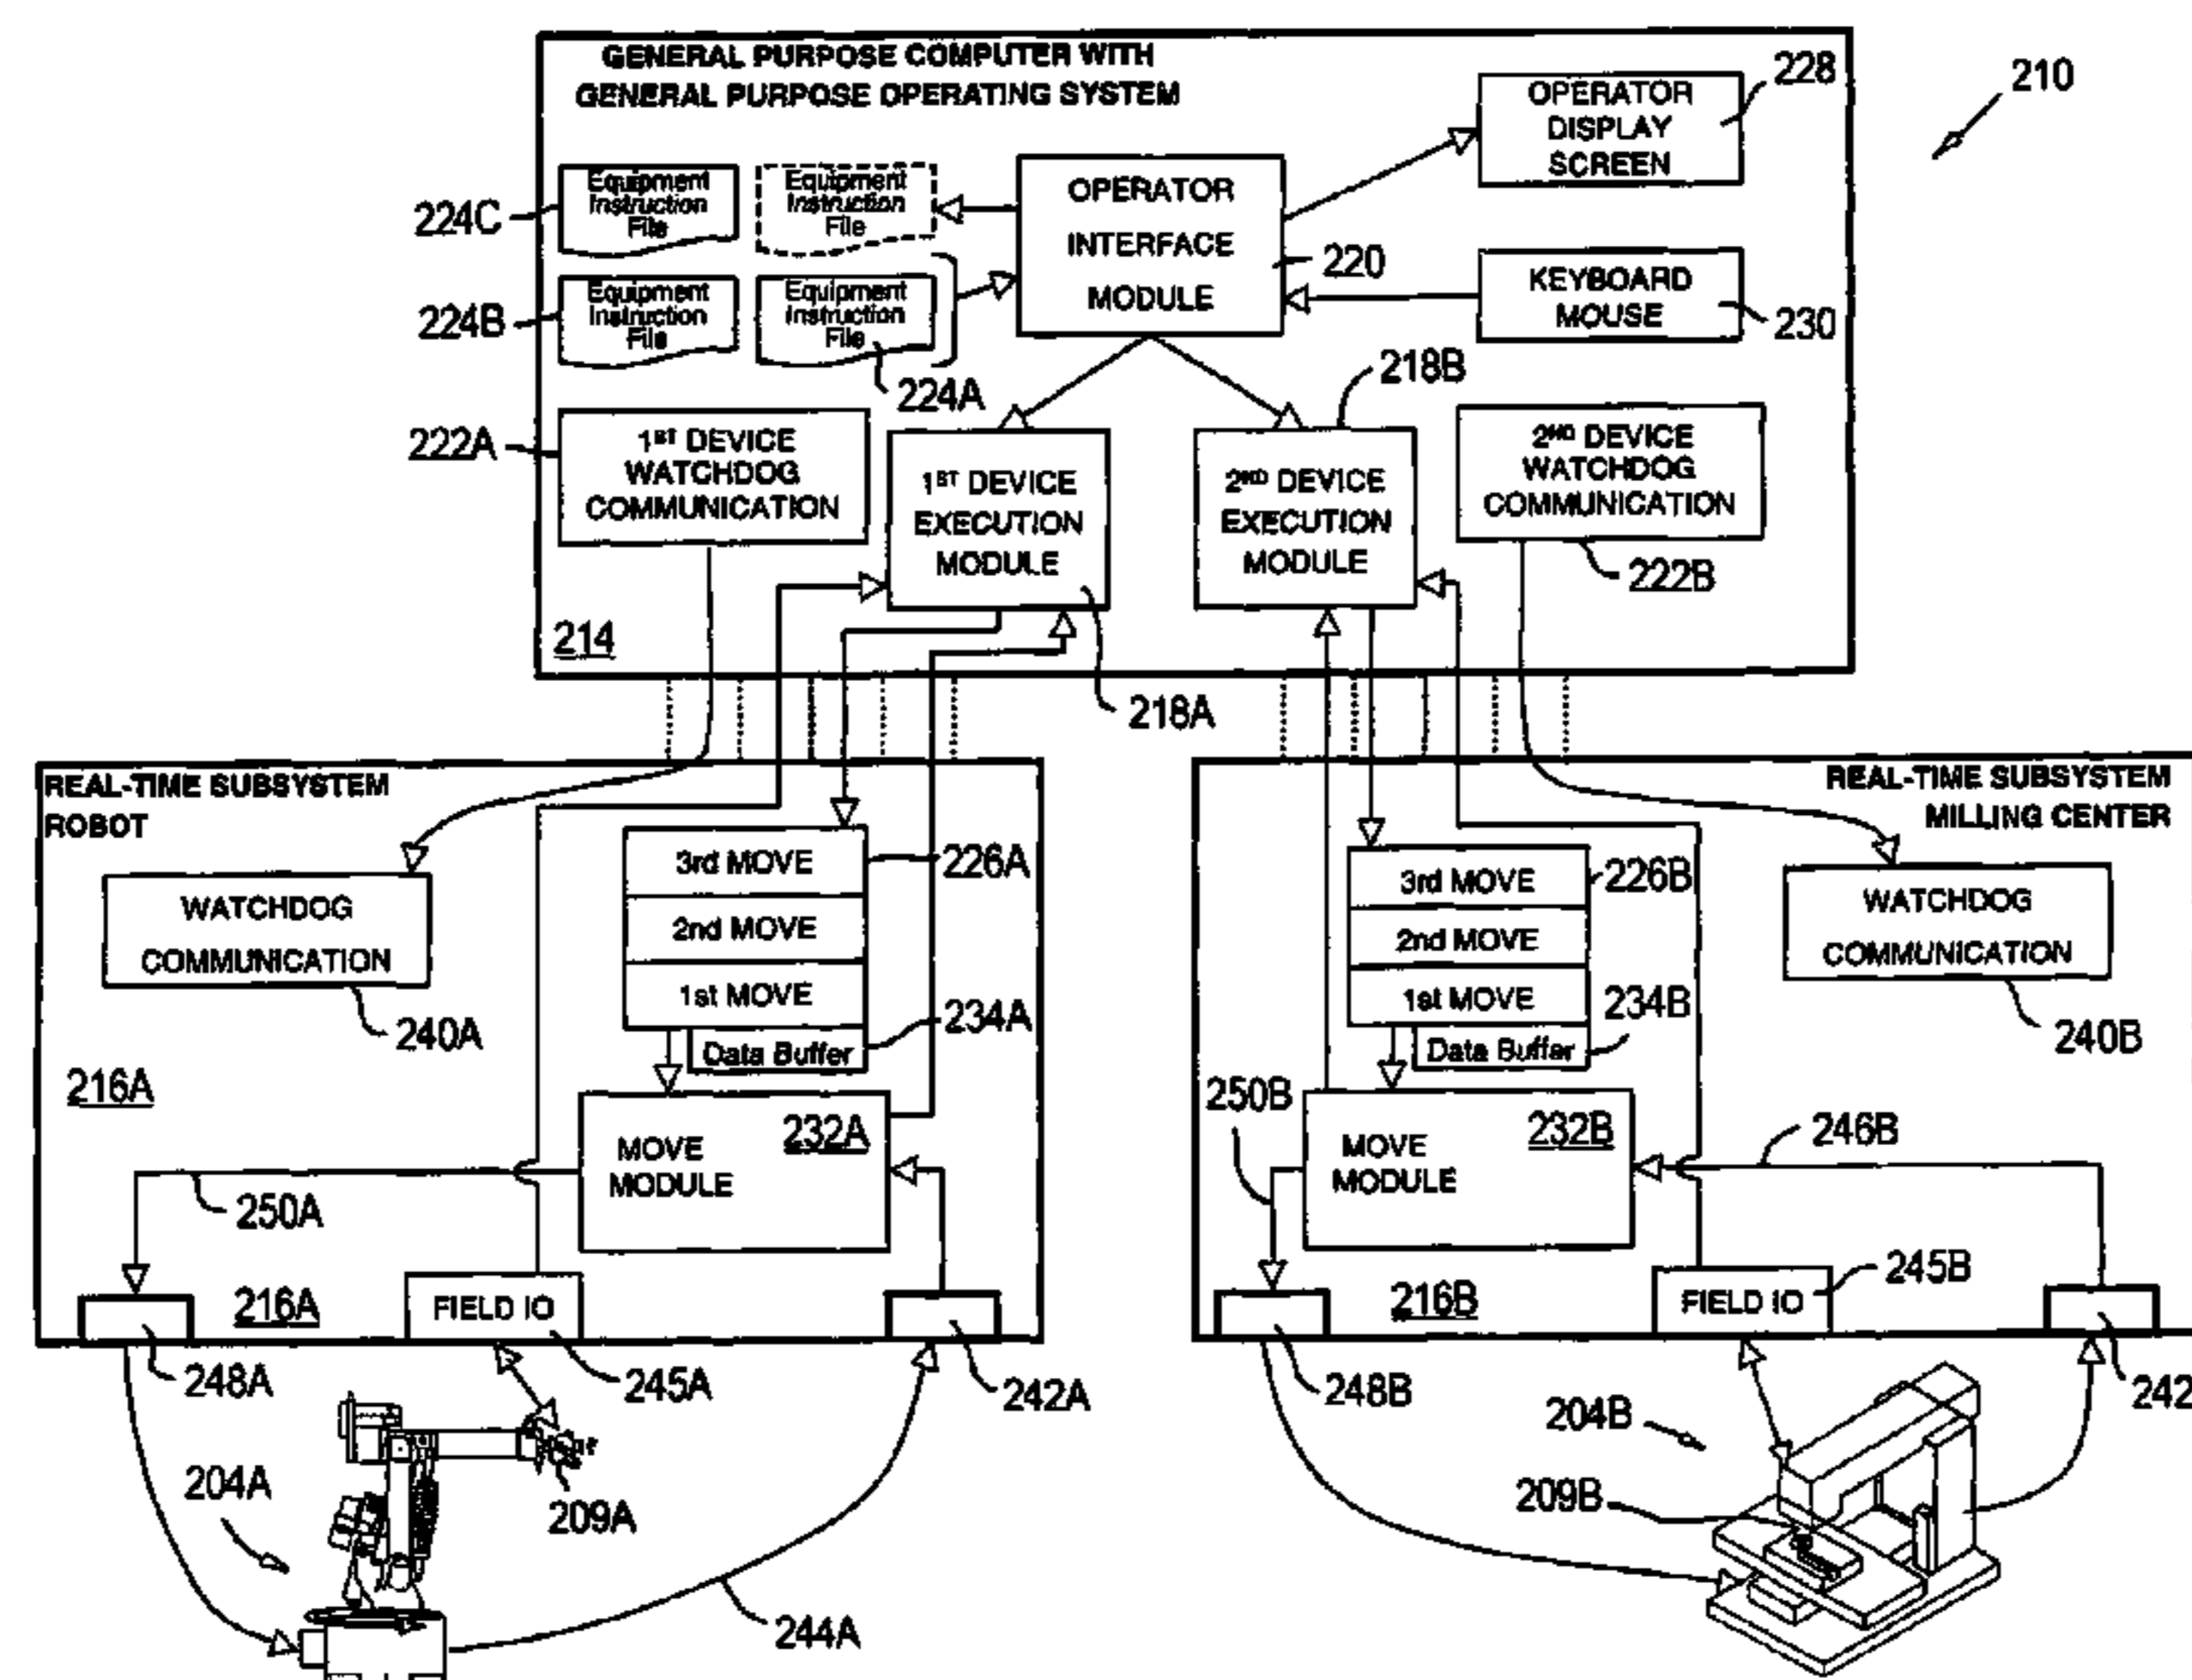 GENERAL PURPOSE COMPUTER WITH
GENERAL PURPOSE OPERATING SYSTEM
228
OPERATOR
DISPLAY
SCREEN
210
Equipment
Instruction
File
224C
Equipment
Instruction
File
OPERATOR
INTERFACE
MODULE
220
KEYBOARD
MOUSE
230
Equipment
Instruction
File
224B
Equipment
Instruction
File
224A
218B
222A
1ST DEVICE
WATCHDOG
COMMUNICATION
1ST DEVICE
EXECUTION
MODULE
2ND DEVICE
EXECUTION
MODULE
2ND DEVICE
WATCHDOG
COMMUNICATION
222B
214
218A
REAL-TIME SUBSYSTEM
ROBOT
3rd MOVE
226A
2nd MOVE
1st MOVE
234A
Data Buffer
WATCHDOG
COMMUNICATION
240A
216A
232A
MOVE
MODULE
250A
216A
FIELD IO
248A
245A
242A
204A
209A
244A
REAL-TIME SUBSYSTEM
MILLING CENTER
3rd MOVE
226B
2nd MOVE
1st MOVE
234B
Data Buffer
WATCHDOG
COMMUNICATION
240B
250B
232B
MOVE
MODULE
246B
216B
FIELD IO
245B
248B
242
204B
209B